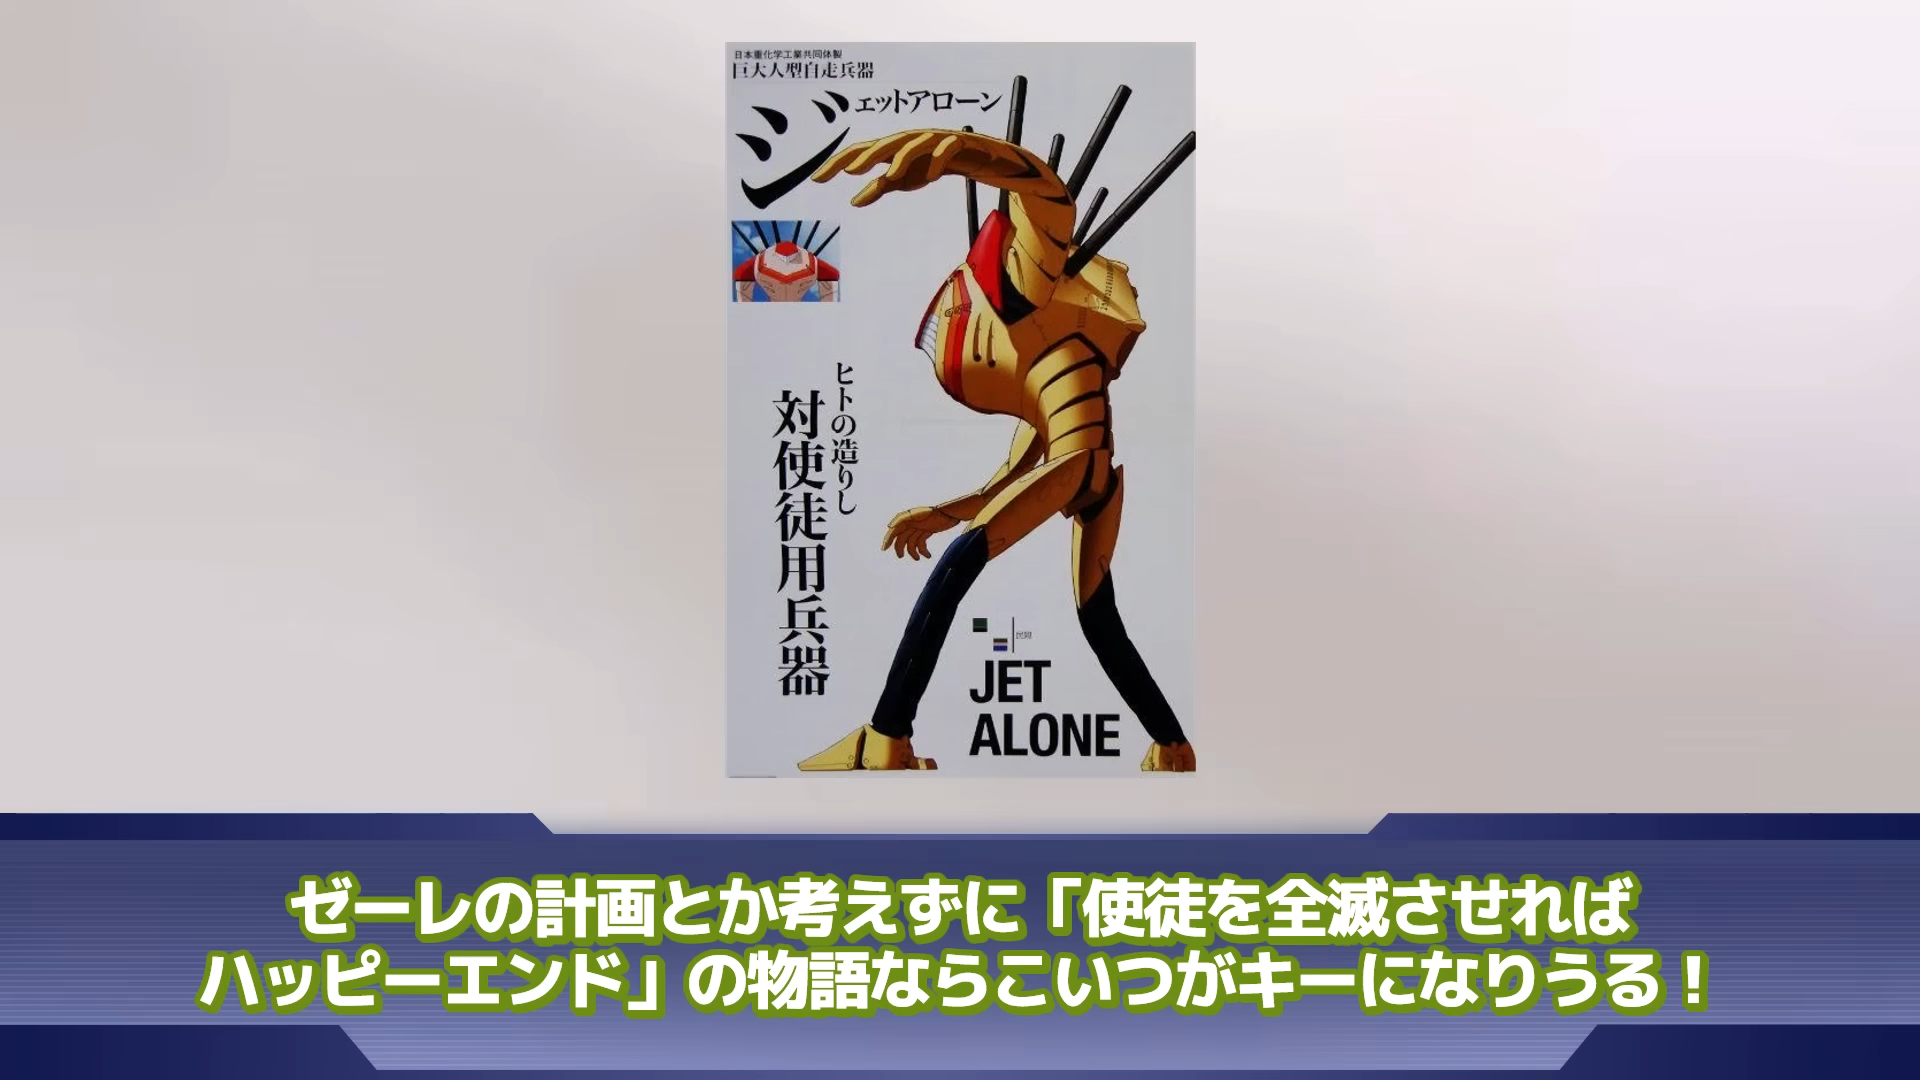 日本重化学工業共同体製
巨大人型自走兵器
ジェットアローン
ヒトの造りし
対使徒用兵器
民間
JET
ALONE
ゼーレの計画とか考えずに「使徒を全滅させれば
ハッピーエンド」の物語ならこいつがキーになりうる！